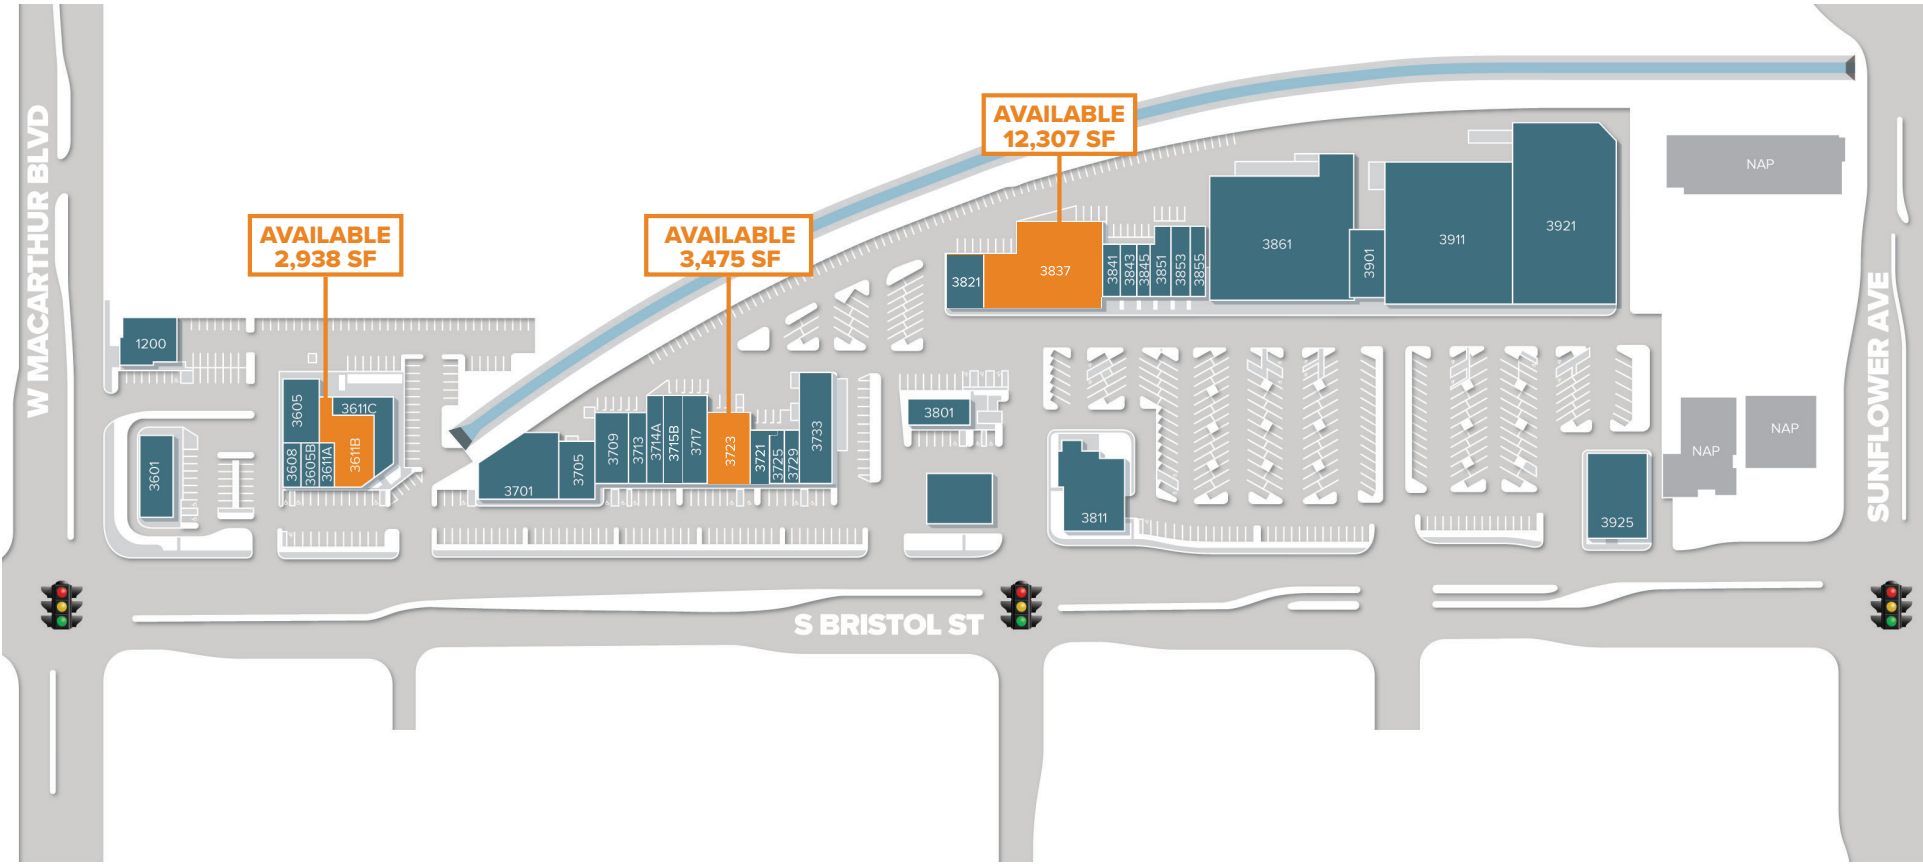 W MACARTHUR BLVD
AVAILABLE
2,938 SF
AVAILABLE
3,475 SF
AVAILABLE
12,307 SF
NAP
3921
3911
3861
3901
3821
3837
3841
3843
3845
3851
3853
3855
1200
3605
3611C
3608
3605B
3611A
3611B
3601
3701
3705
3709
3713
3714A
3715B
3717
3723
3721
3725
3729
3733
3801
3811
3925
NAP
NAP
SUNFLOWER AVE
S BRISTOL ST